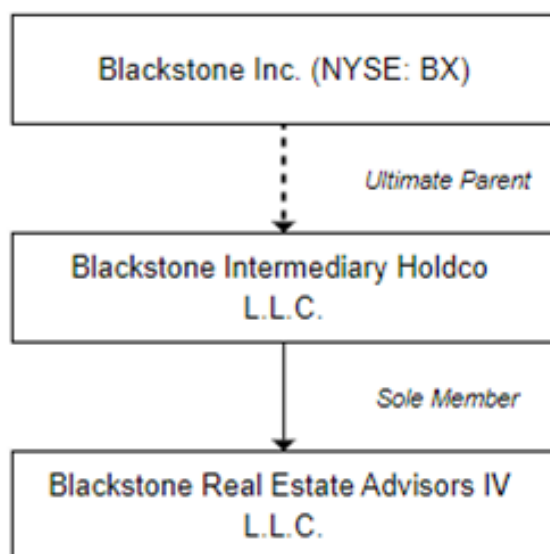 Blackstone Inc. (NYSE: BX)
Ultimate Parent
Blackstone Intermediary Holdco
L.L.C.
Sole Member
Blackstone Real Estate Advisors IV
L.L.C.